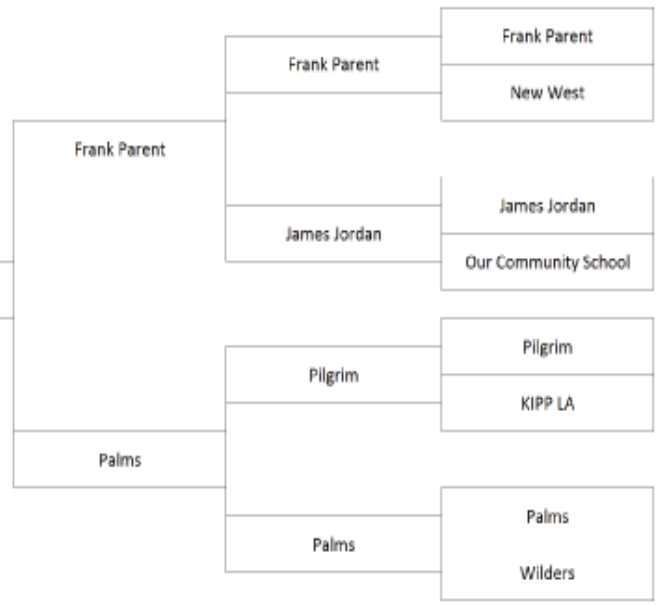 Frank Parent
Frank Parent
New West
Frank Parent
James Jordan
James Jordan
Our Community School
Pilgrim
Pilgrim
KIPP LA
Palms
Palms
Palms
Wilders